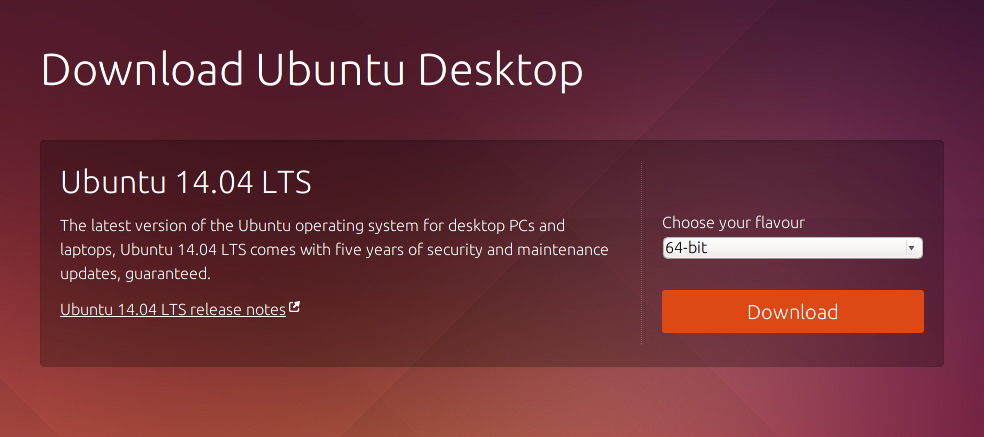 Download Ubuntu Desktop
Ubuntu 14.04 LTS
The latest version of the Ubuntu operating system for desktop PCs and
laptops, Ubuntu 14.04 LTS comes with five years of security and maintenance
updates, guaranteed.
Ubuntu 14.04 LTS release notes
Choose your flavour
64-bit
Download